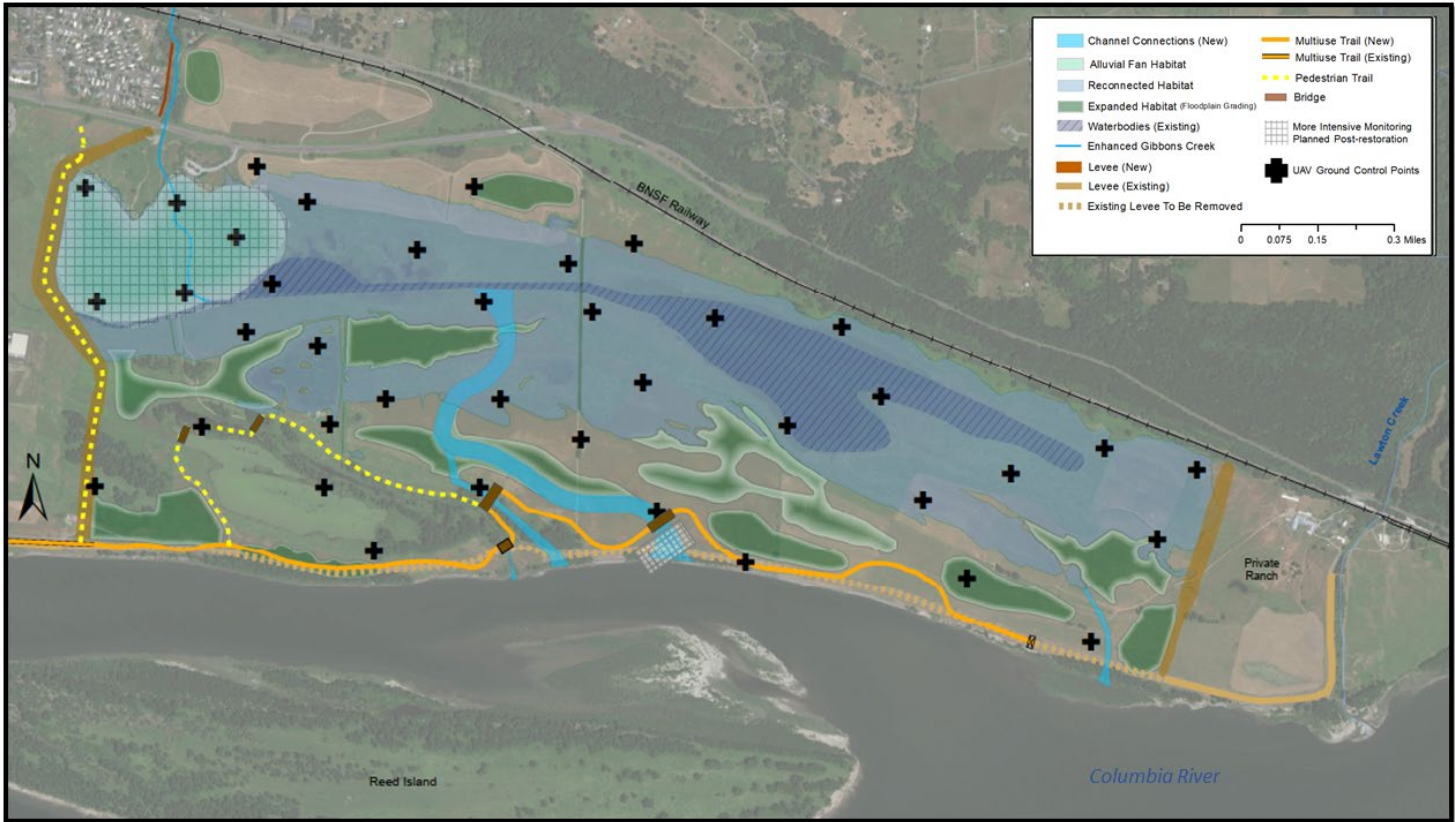 Channel Connections (New)
Alluvial Fan Habitat
Reconnected Habitat
Expanded Habitat (Floodplain Grading)
Waterbodies (Existing)
Enhanced Gibbons Creek
Levee (New)
Levee (Existing)
Existing Levee To Be Removed
Multiuse Trail (New)
Multiuse Trail (Existing)
Pedestrian Trail
Bridge
More Intensive Monitoring
Planned Post-restoration
UAV Ground Control Points
0 0.075 0.15 0.3 Miles
BNSF Railway
Lawton Creek
N
Private
Ranch
Reed Island
Columbia River